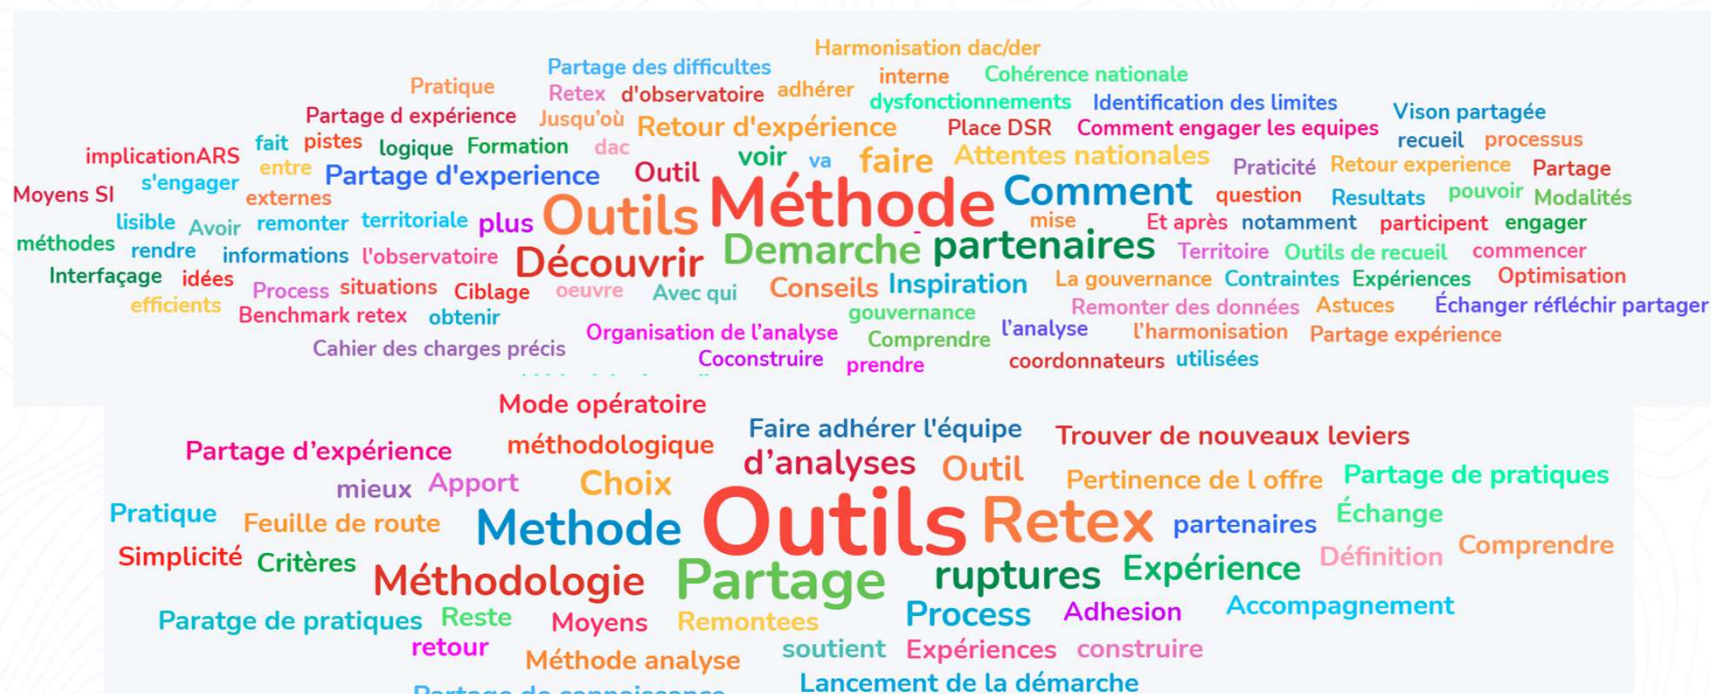 Harmonisation dac/der
Partage des difficultes
interne
Cohérence nationale
Pratique
Retex
d'observatoire
adhérer
dysfonctionnements
Identification des limites
Vison partagée
Partage d expérience
Jusqu'où
Retour d'expérience
Place DSR
Comment engager les equipes
recueil
processus
implicationARS
fait
pistes
logique
Formation
dac
voir
va
faire
Attentes nationales
Praticité
Retour experience
Partage
s'engager
entre
Partage d'experience
Outil
Méthode
Comment
question
Resultats
pouvoir
Modalités
Moyens SI
externes
lisible
Avoir
remonter
territoriale
plus
Outils
mise
Et après
notamment
participent
engager
méthodes
rendre
informations
l'observatoire
Découvrir
Demarche
partenaires
Territoire
Outils de recueil
commencer
Interfaçage
idées
Process
situations
Ciblage
oeuvre
Avec qui
Conseils
Inspiration
La gouvernance
Contraintes
Expériences
Optimisation
efficients
Benchmark retex
obtenir
gouvernance
Remonter des données
Astuces
Échanger réfléchir partager
Cahier des charges précis
Organisation de l’analyse
Comprendre
l’analyse
l’harmonisation
Partage expérience
Coconstruire
prendre
coordonnateurs
utilisées
Mode opératoire
Partage d’expérience
méthodologique
Faire adhérer l'équipe
Trouver de nouveaux leviers
mieux
Apport
Choix
d’analyses
Outil
Pertinence de l offre
Partage de pratiques
Pratique
Feuille de route
Methode
Outils
Retex
partenaires
Échange
Simplicité
Critères
Méthodologie
Partage
ruptures
Expérience
Définition
Comprendre
Paratge de pratiques
Reste
Moyens
Remontees
Process
Adhesion
Accompagnement
retour
Méthode analyse
soutient
Expériences
construire
Partage de connaissance
Lancement de la démarche